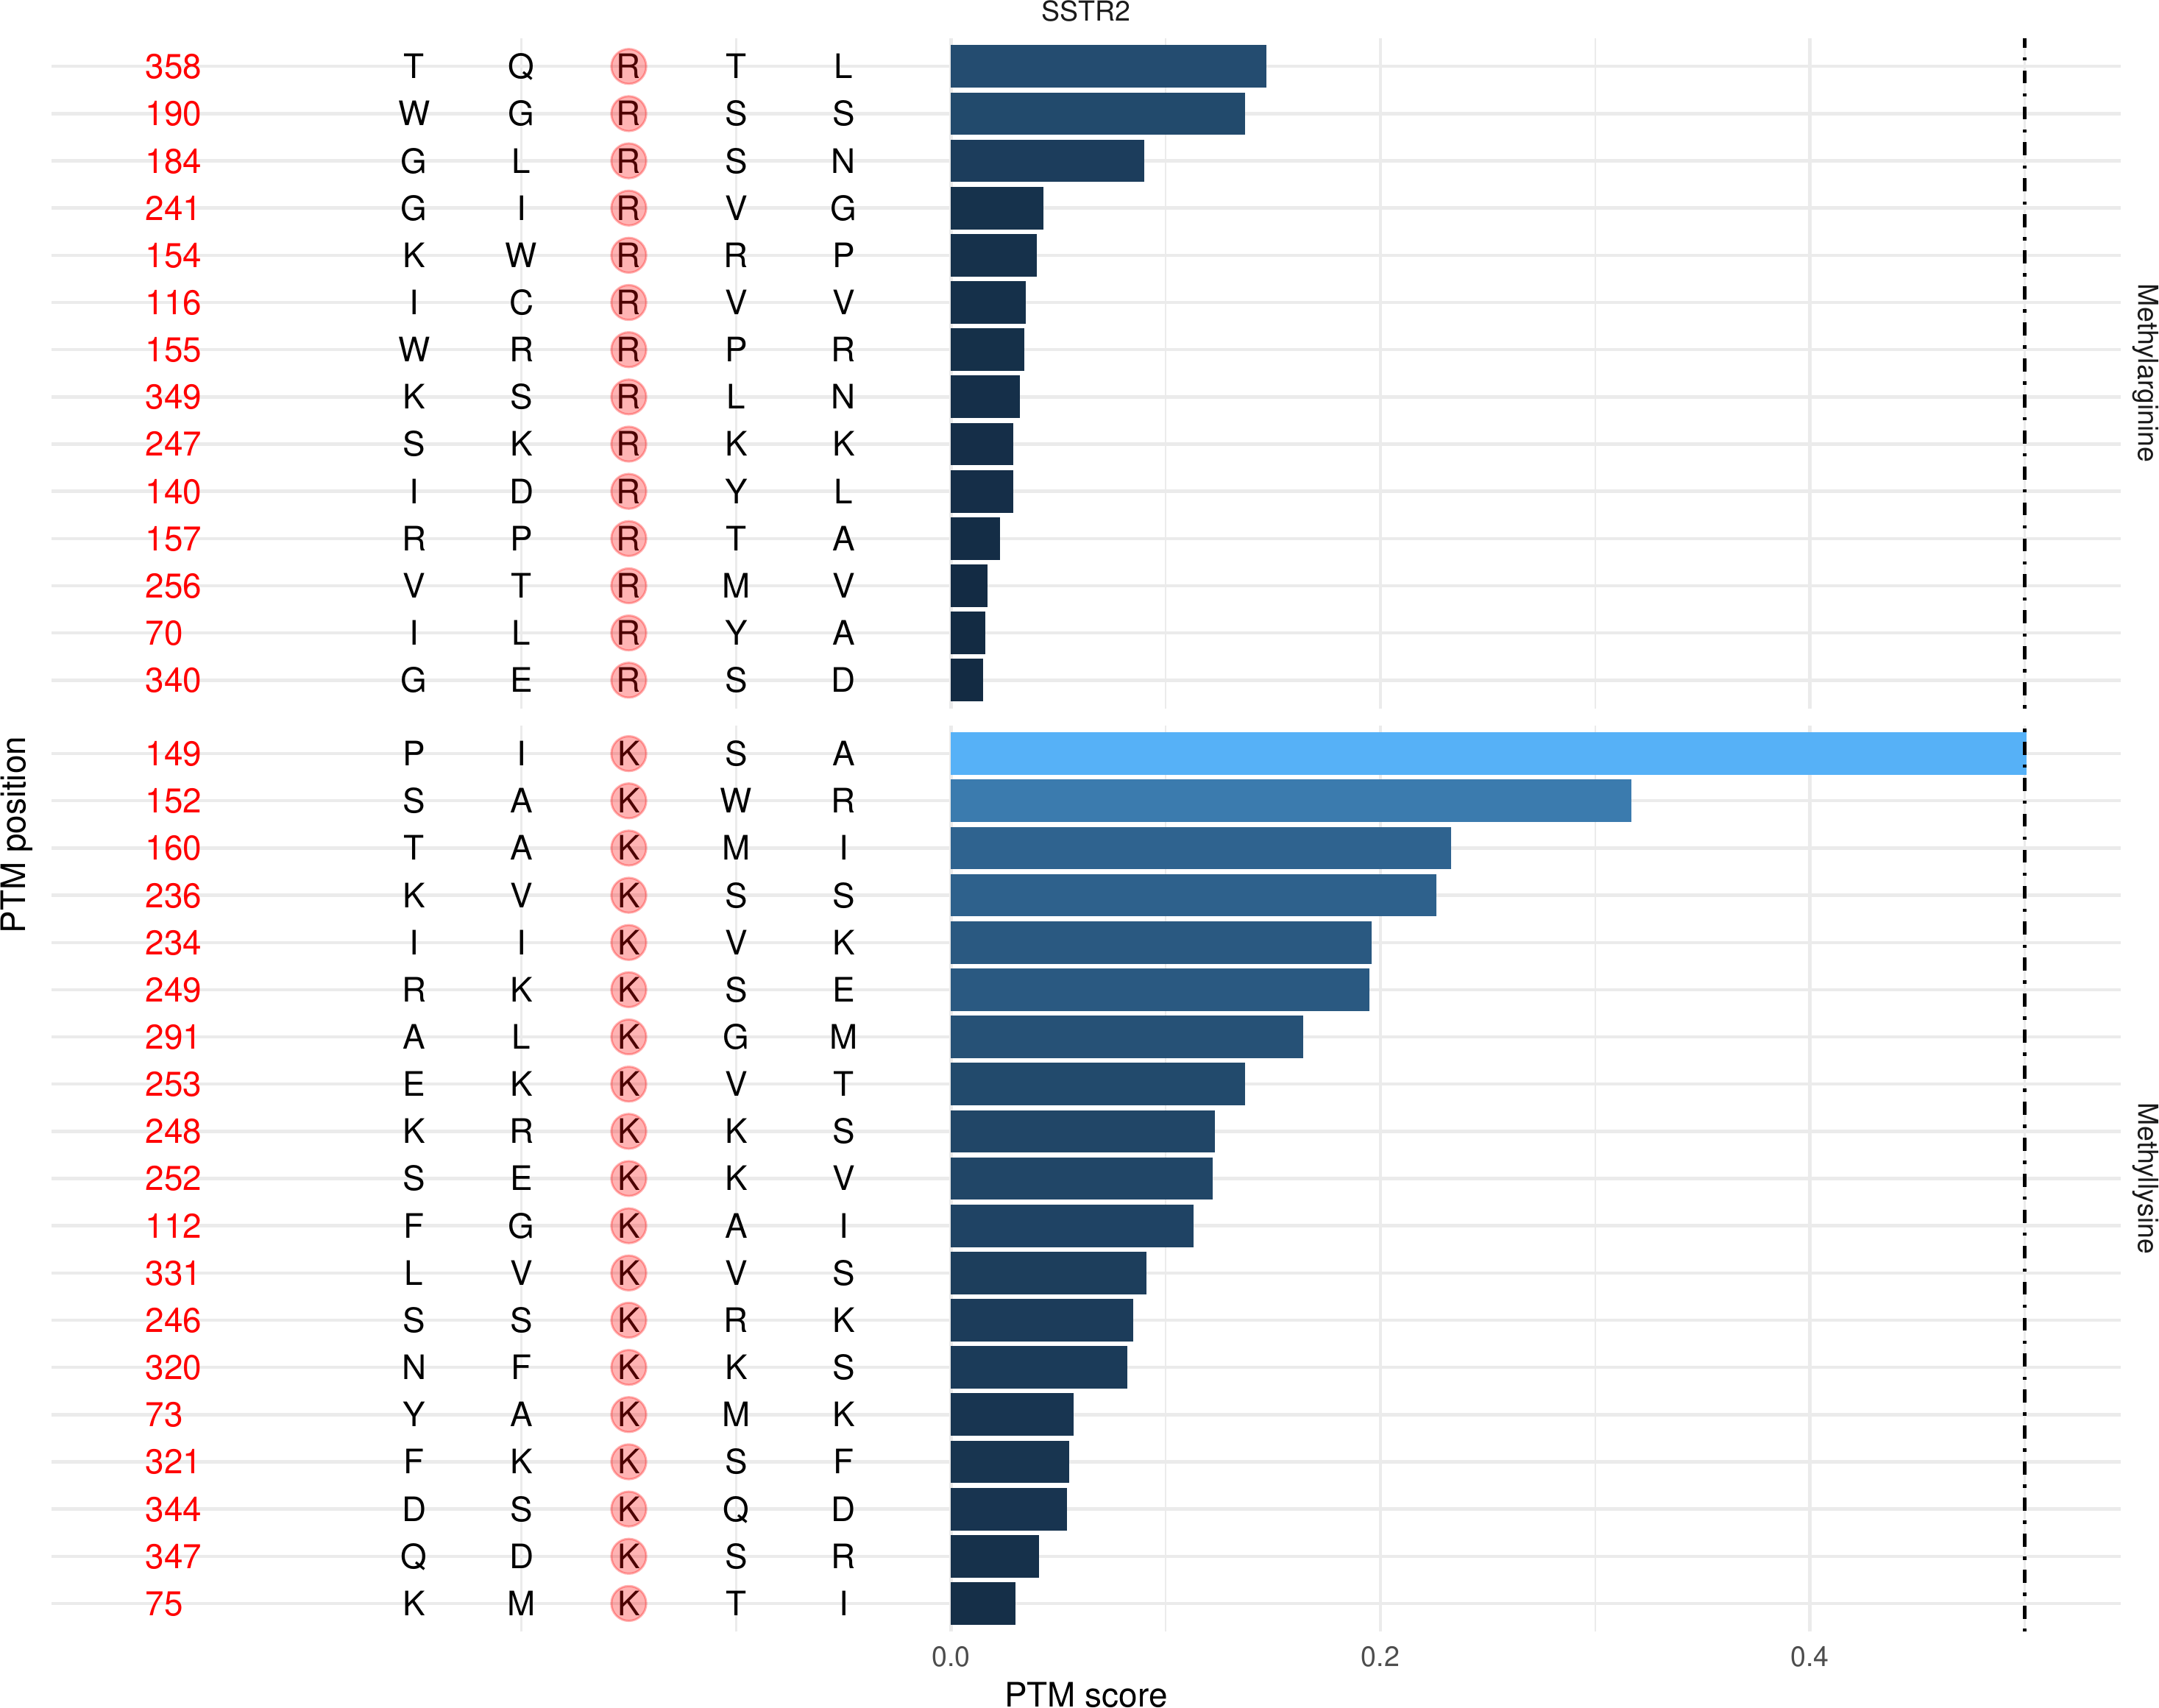 SSTR2
358 T Q R T L
190 W G R S S
184 G L R S N
241 G I R V G
154 K W R R P
116 I C R V V
155 W R R P R
349 K S R L N
247 S K R K K
140 I D R Y L
157 R P R T A
256 V T R M V
70 I L R Y A
340 G E R S D
Methylarginine
149 P I K S A
152 S A K W R
160 T A K M I
236 K V K S S
234 I I K V K
249 R K K S E
291 A L K G M
253 E K K V T
248 K R K K S
252 S E K K V
112 F G K A I
331 L V K V S
246 S S K R K
320 N F K K S
73 Y A K M K
321 F K K S F
344 D S K Q D
347 Q D K S R
75 K M K T I
Methyllysine
PTM position
0.0 0.2 0.4
PTM score